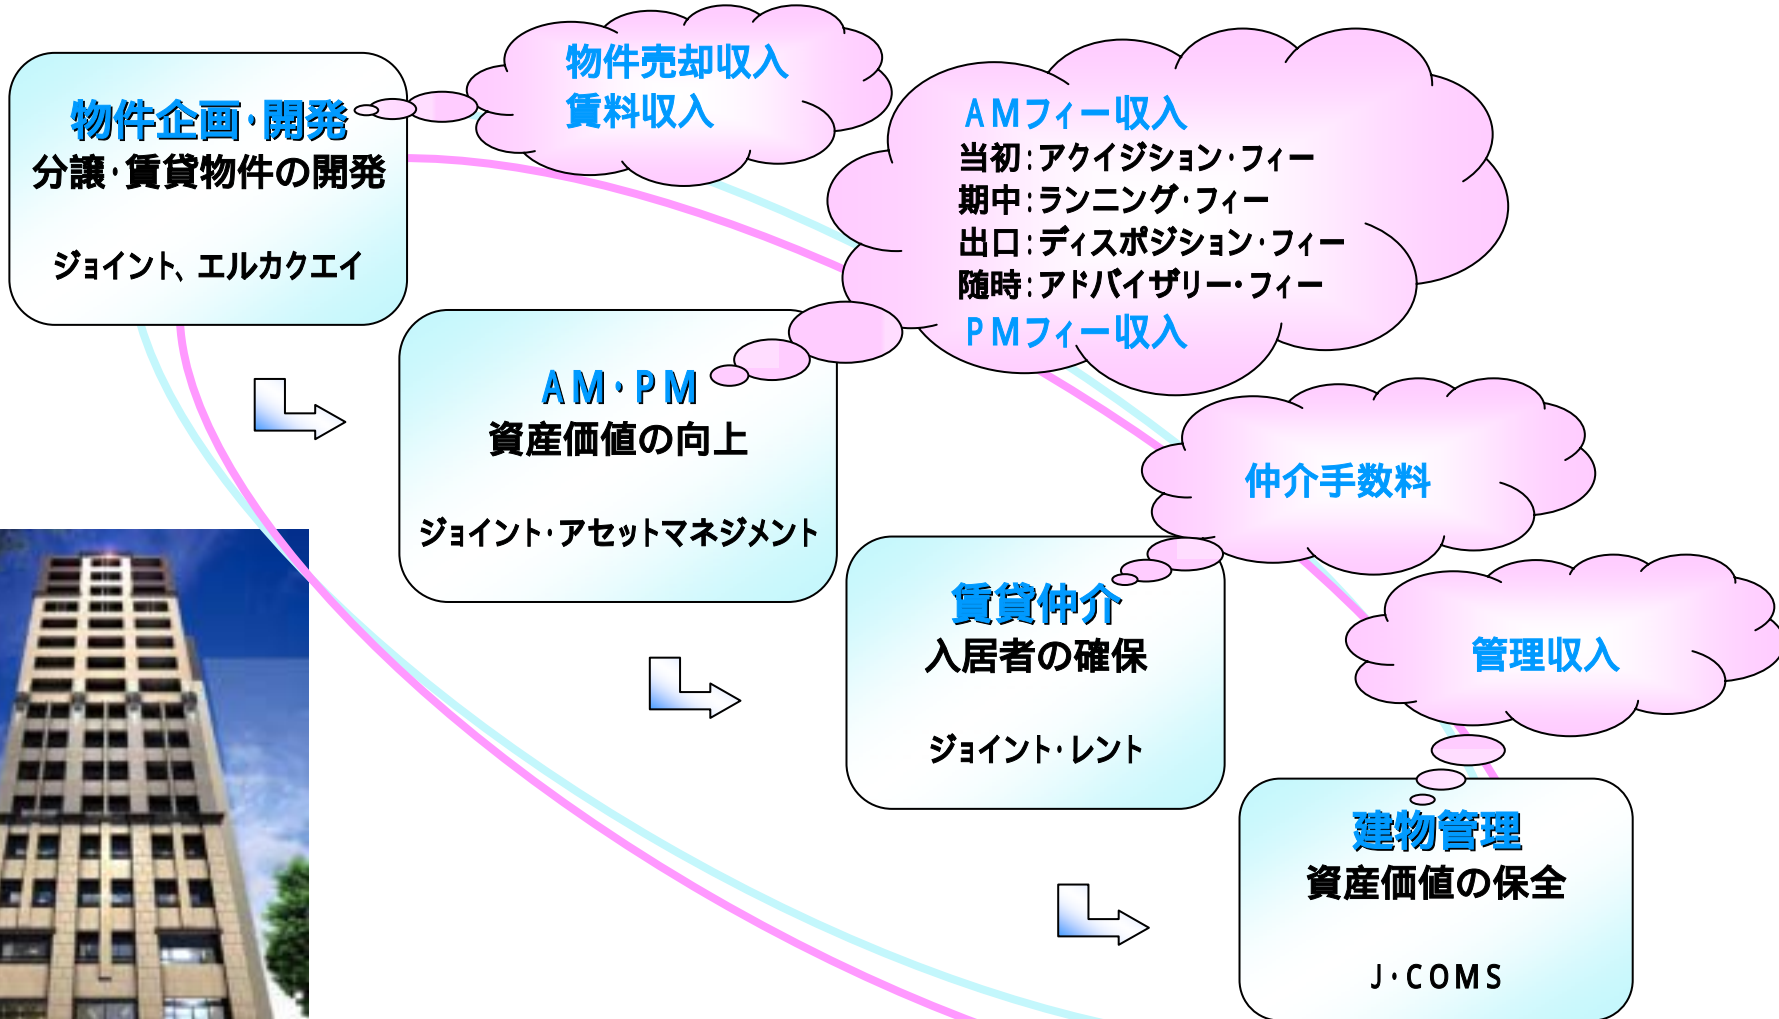 物件売却収入
賃料収入
物件企画・開発
分譲・賃貸物件の開発
ジョイント、エルカクエイ
AMフィー収入
当初:アクイジション・フィー
期中:ランニング・フィー
出口:ディスポジション・フィー
随時:アドバイザリー・フィー
PMフィー収入
AM・PM
資産価値の向上
ジョイント・アセットマネジメント
仲介手数料
賃貸仲介
入居者の確保
ジョイント・レント
管理収入
建物管理
資産価値の保全
J・COMS